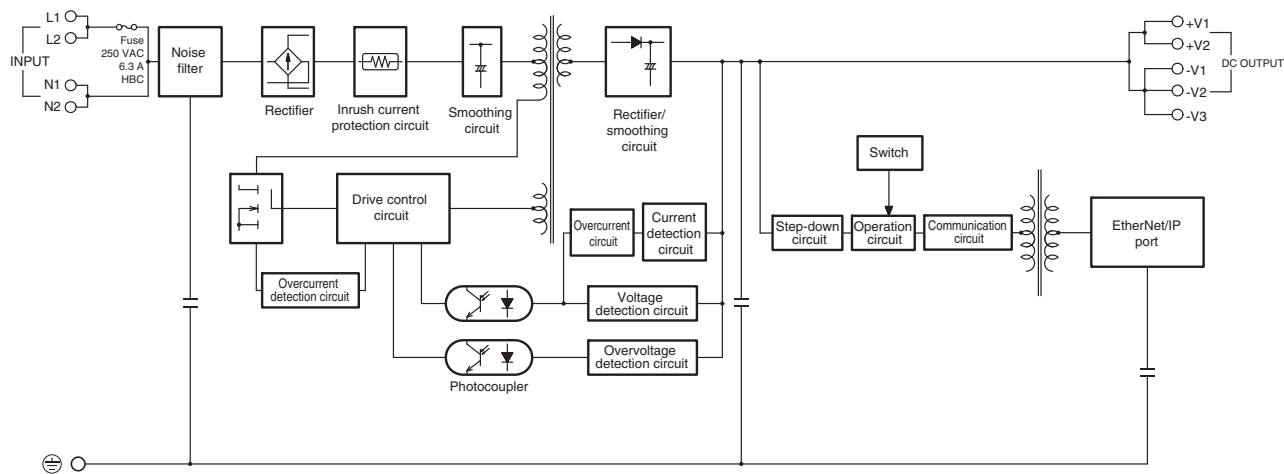 L1
L2
INPUT
N1
N2
Fuse
250 VAC
6.3 A
HBC
Noise
filter
Rectifier
Inrush current
protection circuit
Smoothing
circuit
Rectifier/
smoothing
circuit
+V1
+V2
-V1
-V2
-V3
DC OUTPUT
Drive control
circuit
Overcurrent
detection circuit
Overcurrent
circuit
Current
detection
circuit
Voltage
detection circuit
Overvoltage
detection circuit
Photocoupler
Switch
Step-down
circuit
Operation
circuit
Communication
circuit
EtherNet/IP
port